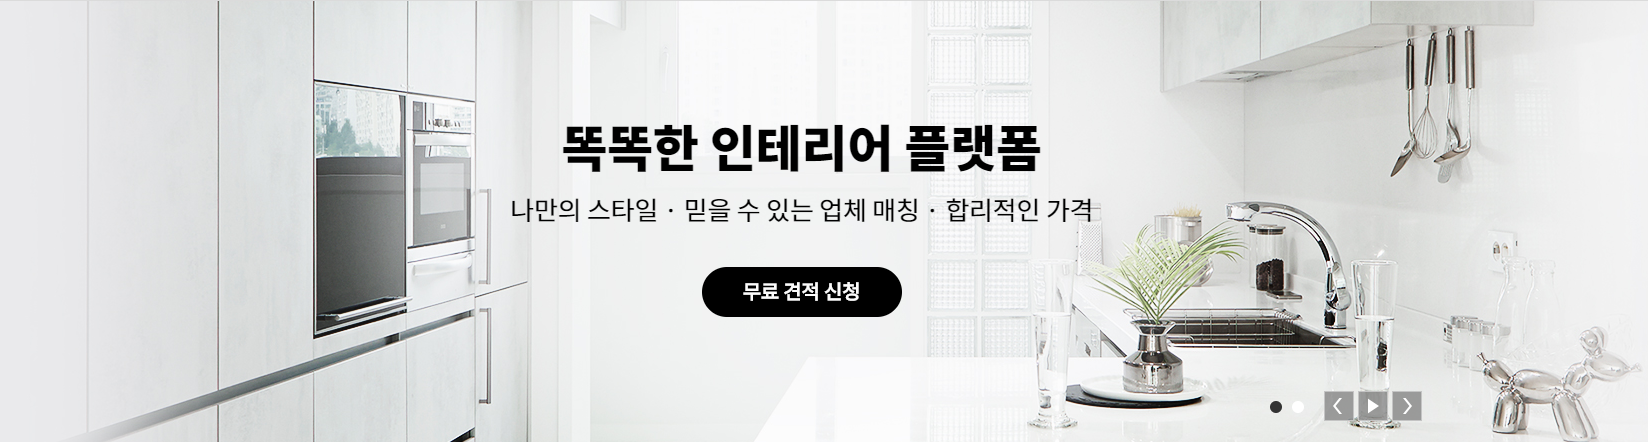 똑똑한 인테리어 플랫폼
나만의 스타일 · 믿을 수 있는 업체 매칭 · 합리적인 가격
무료 견적 신청